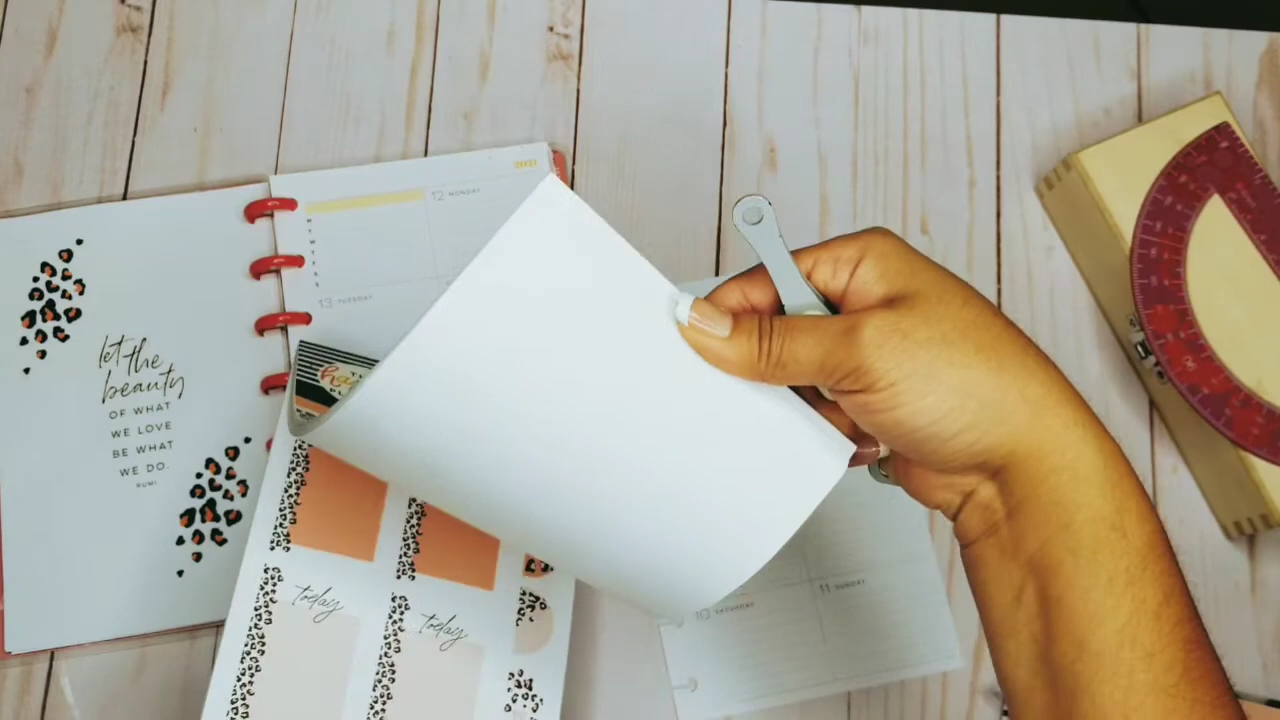 let the
beauty
OF WHAT
WE LOVE
BE WHAT
WE DO.
RUMI
2021
12 MONDAY
M
T
W
T
F
S
S
13 TUESDAY
today
today
10 SATURDAY
11 SUNDAY